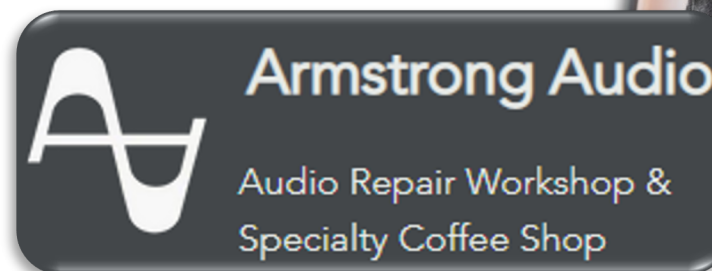 Armstrong Audio
Audio Repair Workshop &
Specialty Coffee Shop